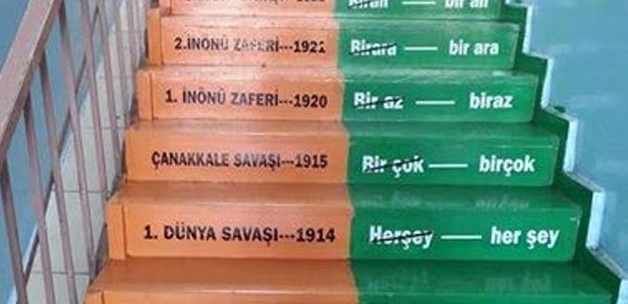 Birara — bir ara
2.İNÖNÜ ZAFERİ---1921
Bir az — biraz
1. İNÖNÜ ZAFERİ---1920
Bir çok — birçok
ÇANAKKALE SAVAŞI---1915
Herşey — her şey
1. DÜNYA SAVAŞI---1914